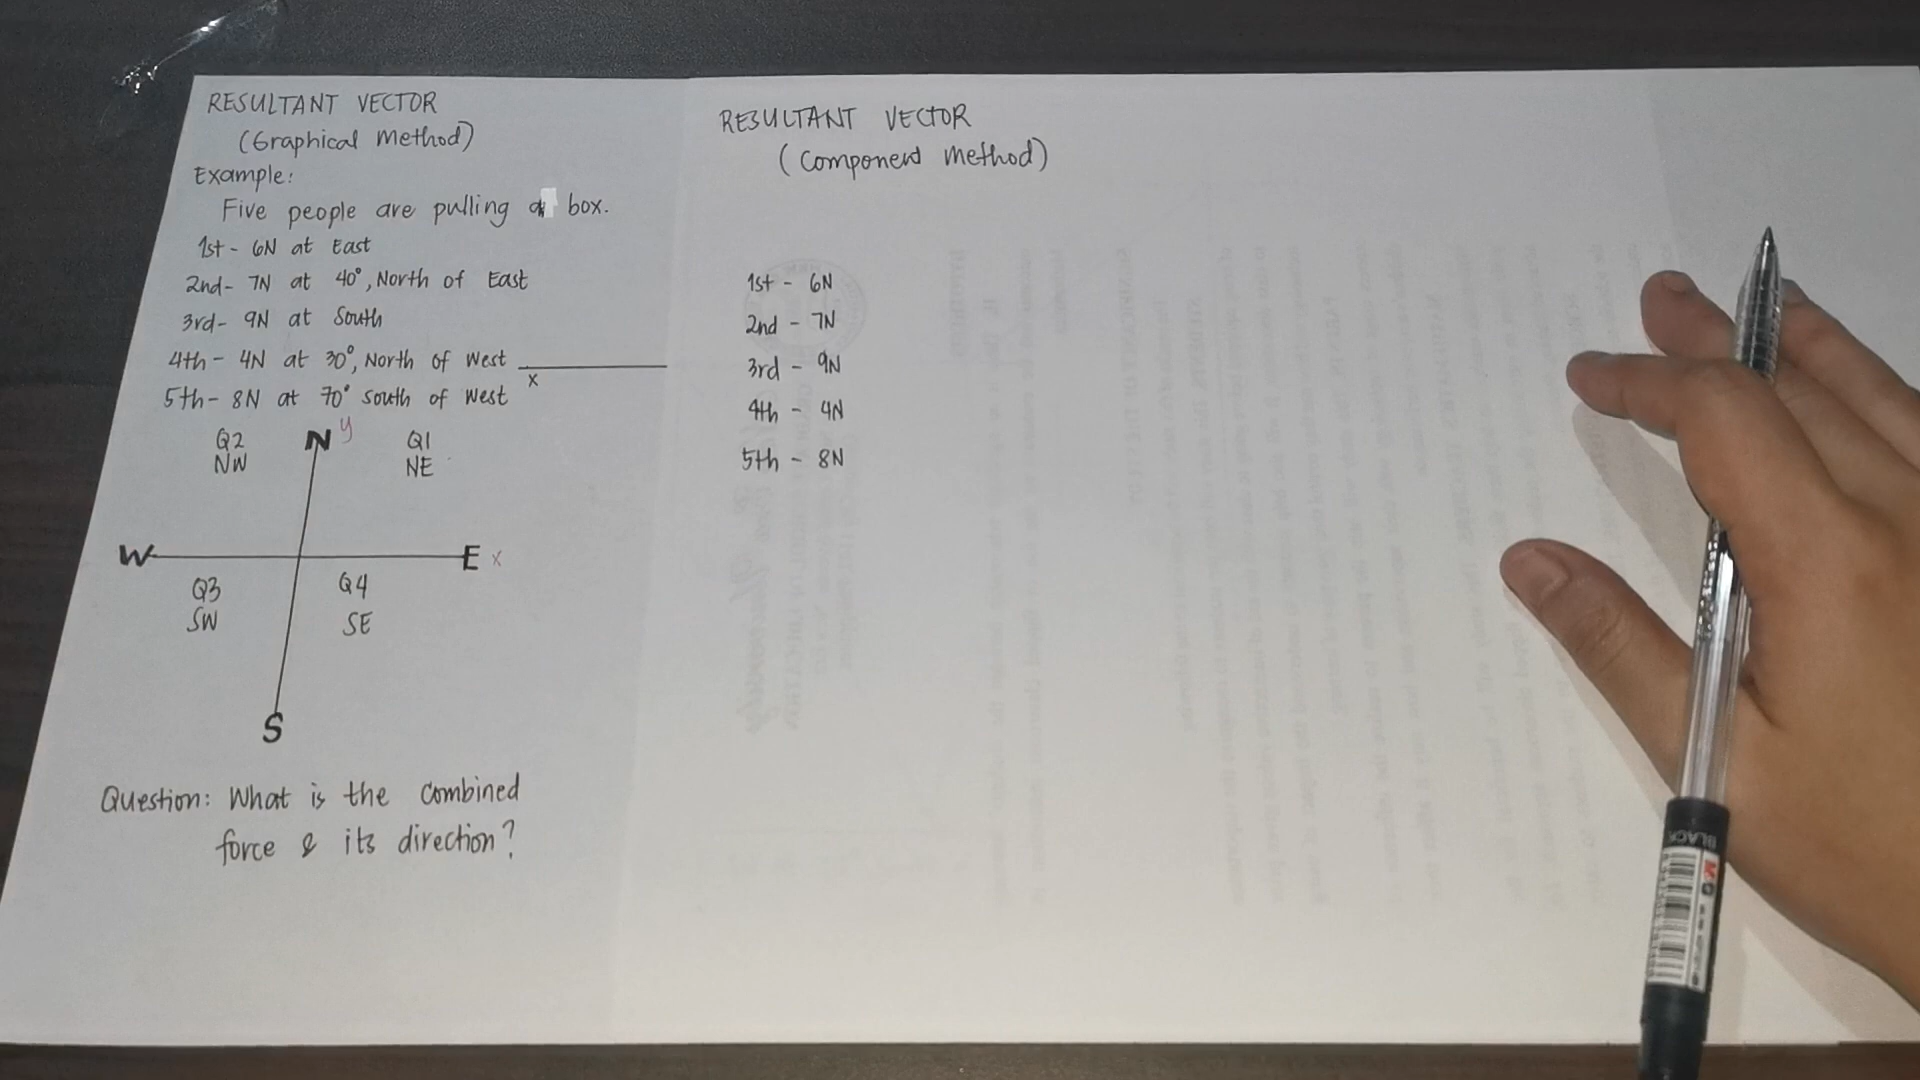 RESULTANT VECTOR
(Graphical Method)
Example:
Five people are pulling a box.
1st - 6N at East
2nd - 7N at 40°, North of East
3rd - 9N at South
4th - 4N at 30°, North of West
x
5th - 8N at 70° South of West
Q2
NW
N y
Q1
NE
W
E x
Q3
SW
Q4
SE
S
Question: What is the combined
force & its direction?
RESULTANT VECTOR
(Component Method)
1st - 6N
2nd - 7N
3rd - 9N
4th - 4N
5th - 8N
BLACK